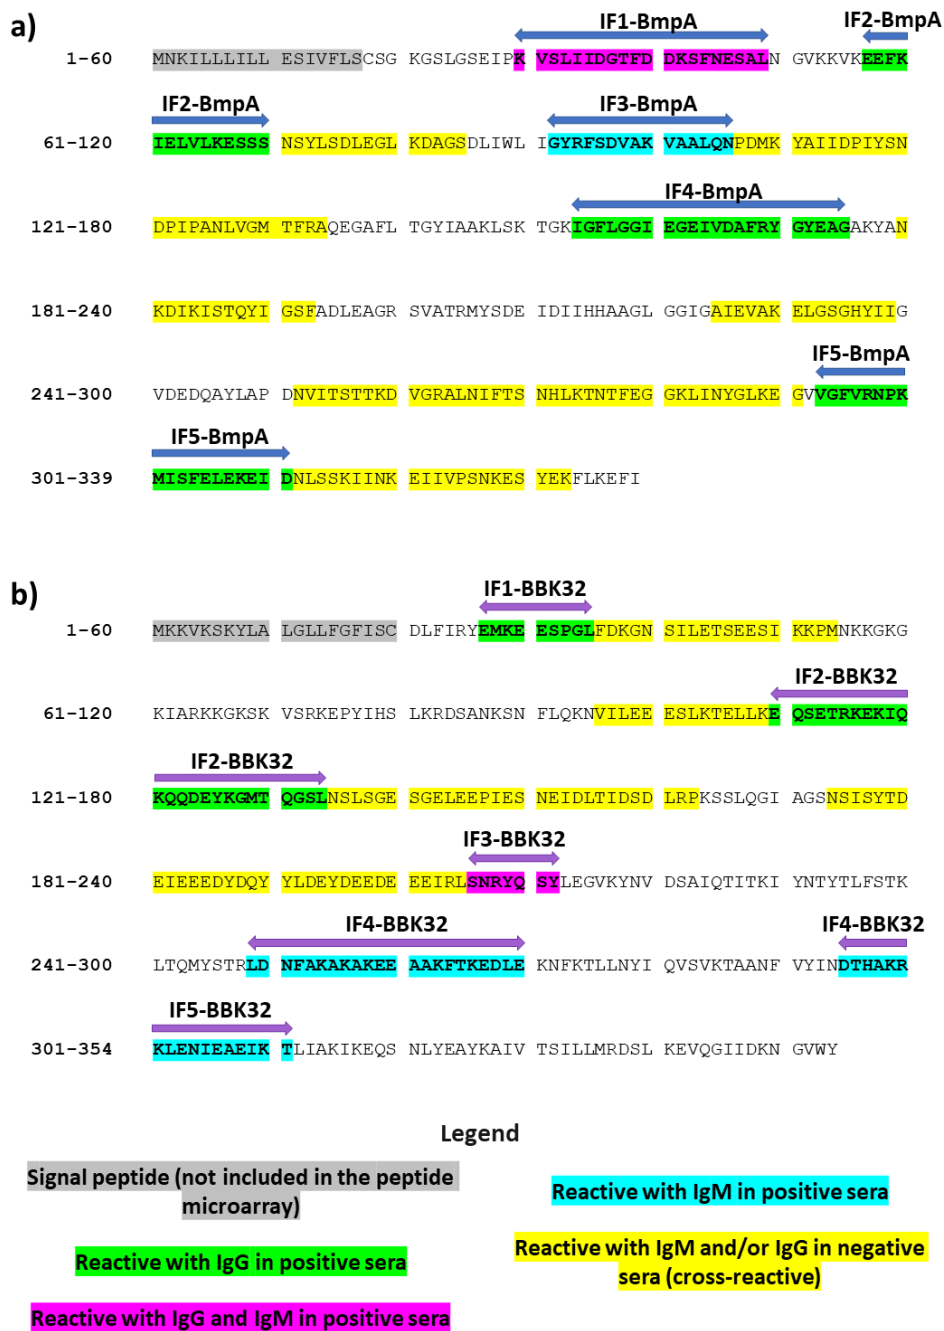 a)
IF1-BmpA IF2-BmpA
1-60 MNKILLLILL ESIVFLSCSG KGSLGSEIPK VSLIIDGTFD DKSFNESALN GVKKVKEEFK
IF2-BmpA IF3-BmpA
61-120 IELVLKESSS NSYLSDLEGL KDAGSDLIWL IGYRFSDVAK VAALQNPDMK YAIIDPIYSN
IF4-BmpA
121-180 DPIPANLVGM TFRAQEGAFL TGYIAAKLSK TGKIGFLGGI EGEIVDAFRY GYEAGAKYAN
181-240 KDIKISTQYI GSFADLEAGR SVATRMYSDE IDIIHHAAGL GGIGAIEVAK ELGSGHYIIG
IF5-BmpA
241-300 VDEDQAYLAP DNVITSTTKD VGRALNIFTS NHLKTNTFEG GKLINYGLKE GVVGFVRNPK
IF5-BmpA
301-339 MISFELEKEI DNLSSKIINK EIIVPSNKES YEKFLKEFI
b)
IF1-BBK32
1-60 MKKVKSKYLA LGLLFGFISC DLFIRYEMKE ESPGLFDKGN SILETSEESI KKPMNKKGKG
IF2-BBK32
61-120 KIARKKGKSK VSRKEPYIHS LKRDSANKSN FLQKNVILEE ESLKTELLKE QSETRKEKIQ
IF2-BBK32
121-180 KQQDEYKGMT QGSLNSLSGE SGELEEPIES NEIDLTIDSD LRPKSSLQGI AGSNSISYTD
IF3-BBK32
181-240 EIEEEDYDQY YLDEYDEEDE EEIRLSNRYQ SYLEGVKYNV DSAIQTITKI YNTYTLFSTK
IF4-BBK32 IF4-BBK32
241-300 LTQMYSTRLD NFAKAKAKEE AAKFTKEDLE KNFKTLLNYI QVSVKTAANF VYINDTHAKR
IF5-BBK32
301-354 KLENIEAEIK TLIAKIKEQS NLYEAYKAIV TSILLMRDSL KEVQGIIDKN GVWY
Legend
Signal peptide (not included in the peptide
microarray)
Reactive with IgG in positive sera
Reactive with IgG and IgM in positive sera
Reactive with IgM in positive sera
Reactive with IgM and/or IgG in negative
sera (cross-reactive)